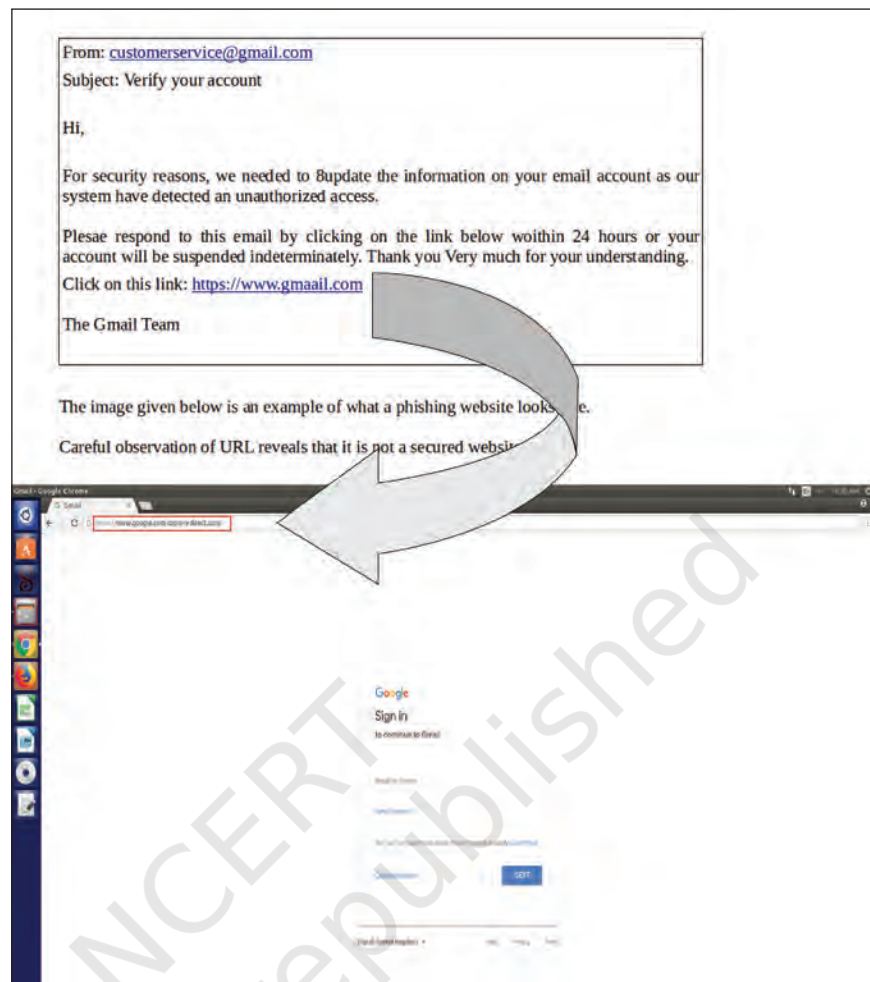 From: customerservice@gmail.com
Subject: Verify your account
Hi,
For security reasons, we needed to 8update the information on your email account as our
system have detected an unauthorized access.
Plesae respond to this email by clicking on the link below woithin 24 hours or your
account will be suspended indeterminately. Thank you Very much for your understanding.
Click on this link: https://www.gmaail.com
The Gmail Team
The image given below is an example of what a phishing website looks
Careful observation of URL reveals that it is not a secured website
Gmail - Google Chrome
Gmail
Google
Sign in
to continue to Gmail
NEXT
NCERT
republished